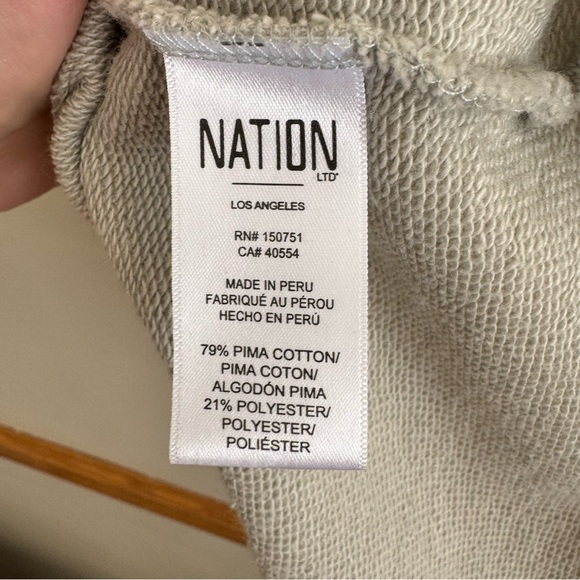 NATION
LTD
LOS ANGELES
RN# 150751
CA# 40554
MADE IN PERU
FABRIQUÉ AU PÉROU
HECHO EN PERÚ
79% PIMA COTTON/
PIMA COTON/
ALGODÓN PIMA
21% POLYESTER/
POLYESTER/
POLIÉSTER